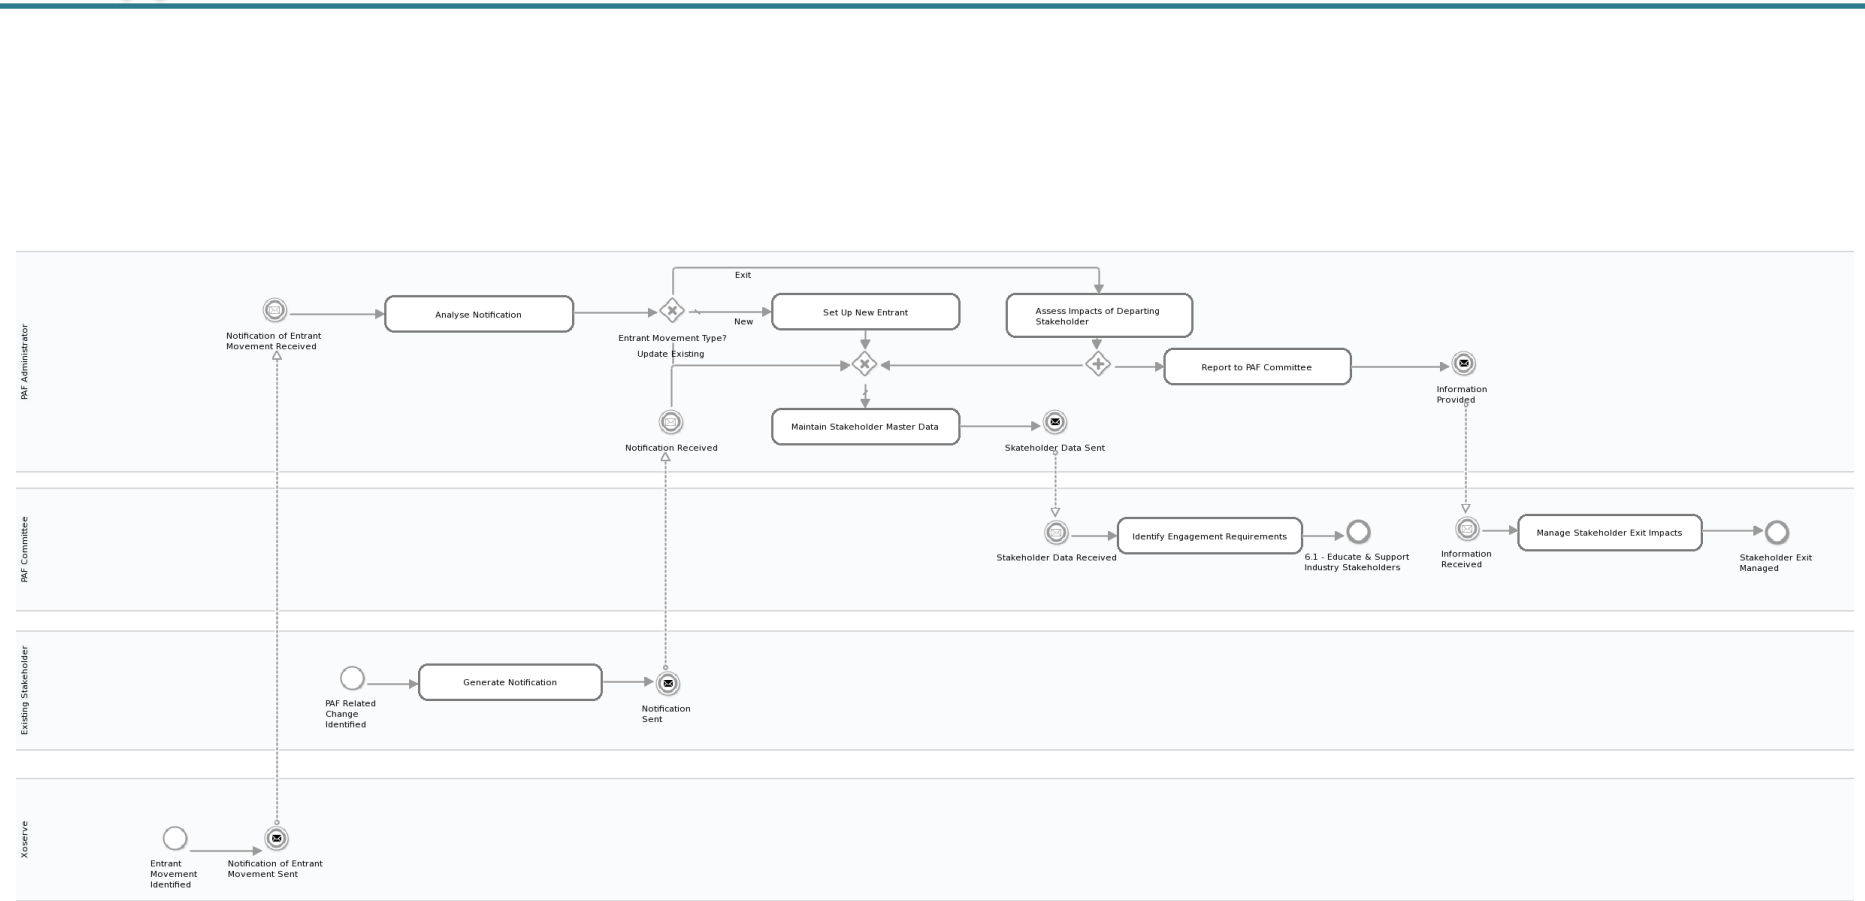 PAF Administrator
Exit
Notification of Entrant
Movement Received
Analyse Notification
Entrant Movement Type?
New
Update Existing
Set Up New Entrant
Assess Impacts of Departing
Stakeholder
Report to PAF Committee
Information
Provided
Notification Received
Maintain Stakeholder Master Data
Skateholder Data Sent
PAF Committee
Stakeholder Data Received
Identify Engagement Requirements
6.1 - Educate & Support
Industry Stakeholders
Information
Received
Manage Stakeholder Exit Impacts
Stakeholder Exit
Managed
Existing Stakeholder
PAF Related
Change
Identified
Generate Notification
Notification
Sent
Xoserve
Entrant
Movement
Identified
Notification of Entrant
Movement Sent